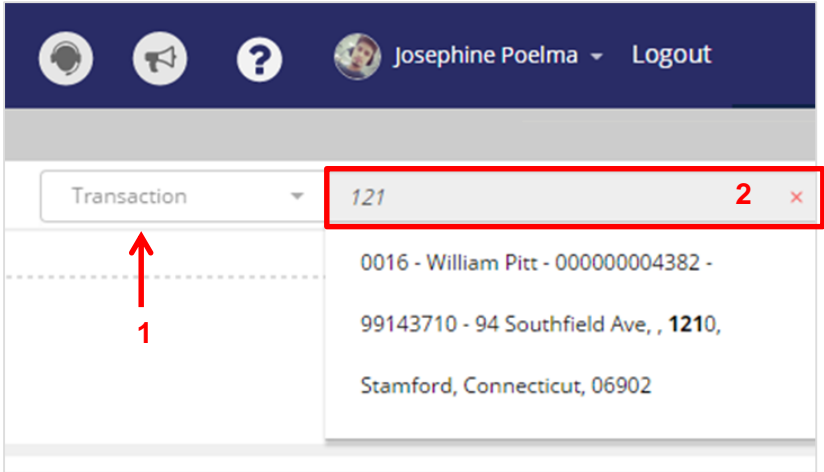 ? Josephine Poelma Logout
Transaction 121 2 ×
0016 - William Pitt - 000000004382 -
1
99143710 - 94 Southfield Ave, , 1210,
Stamford, Connecticut, 06902